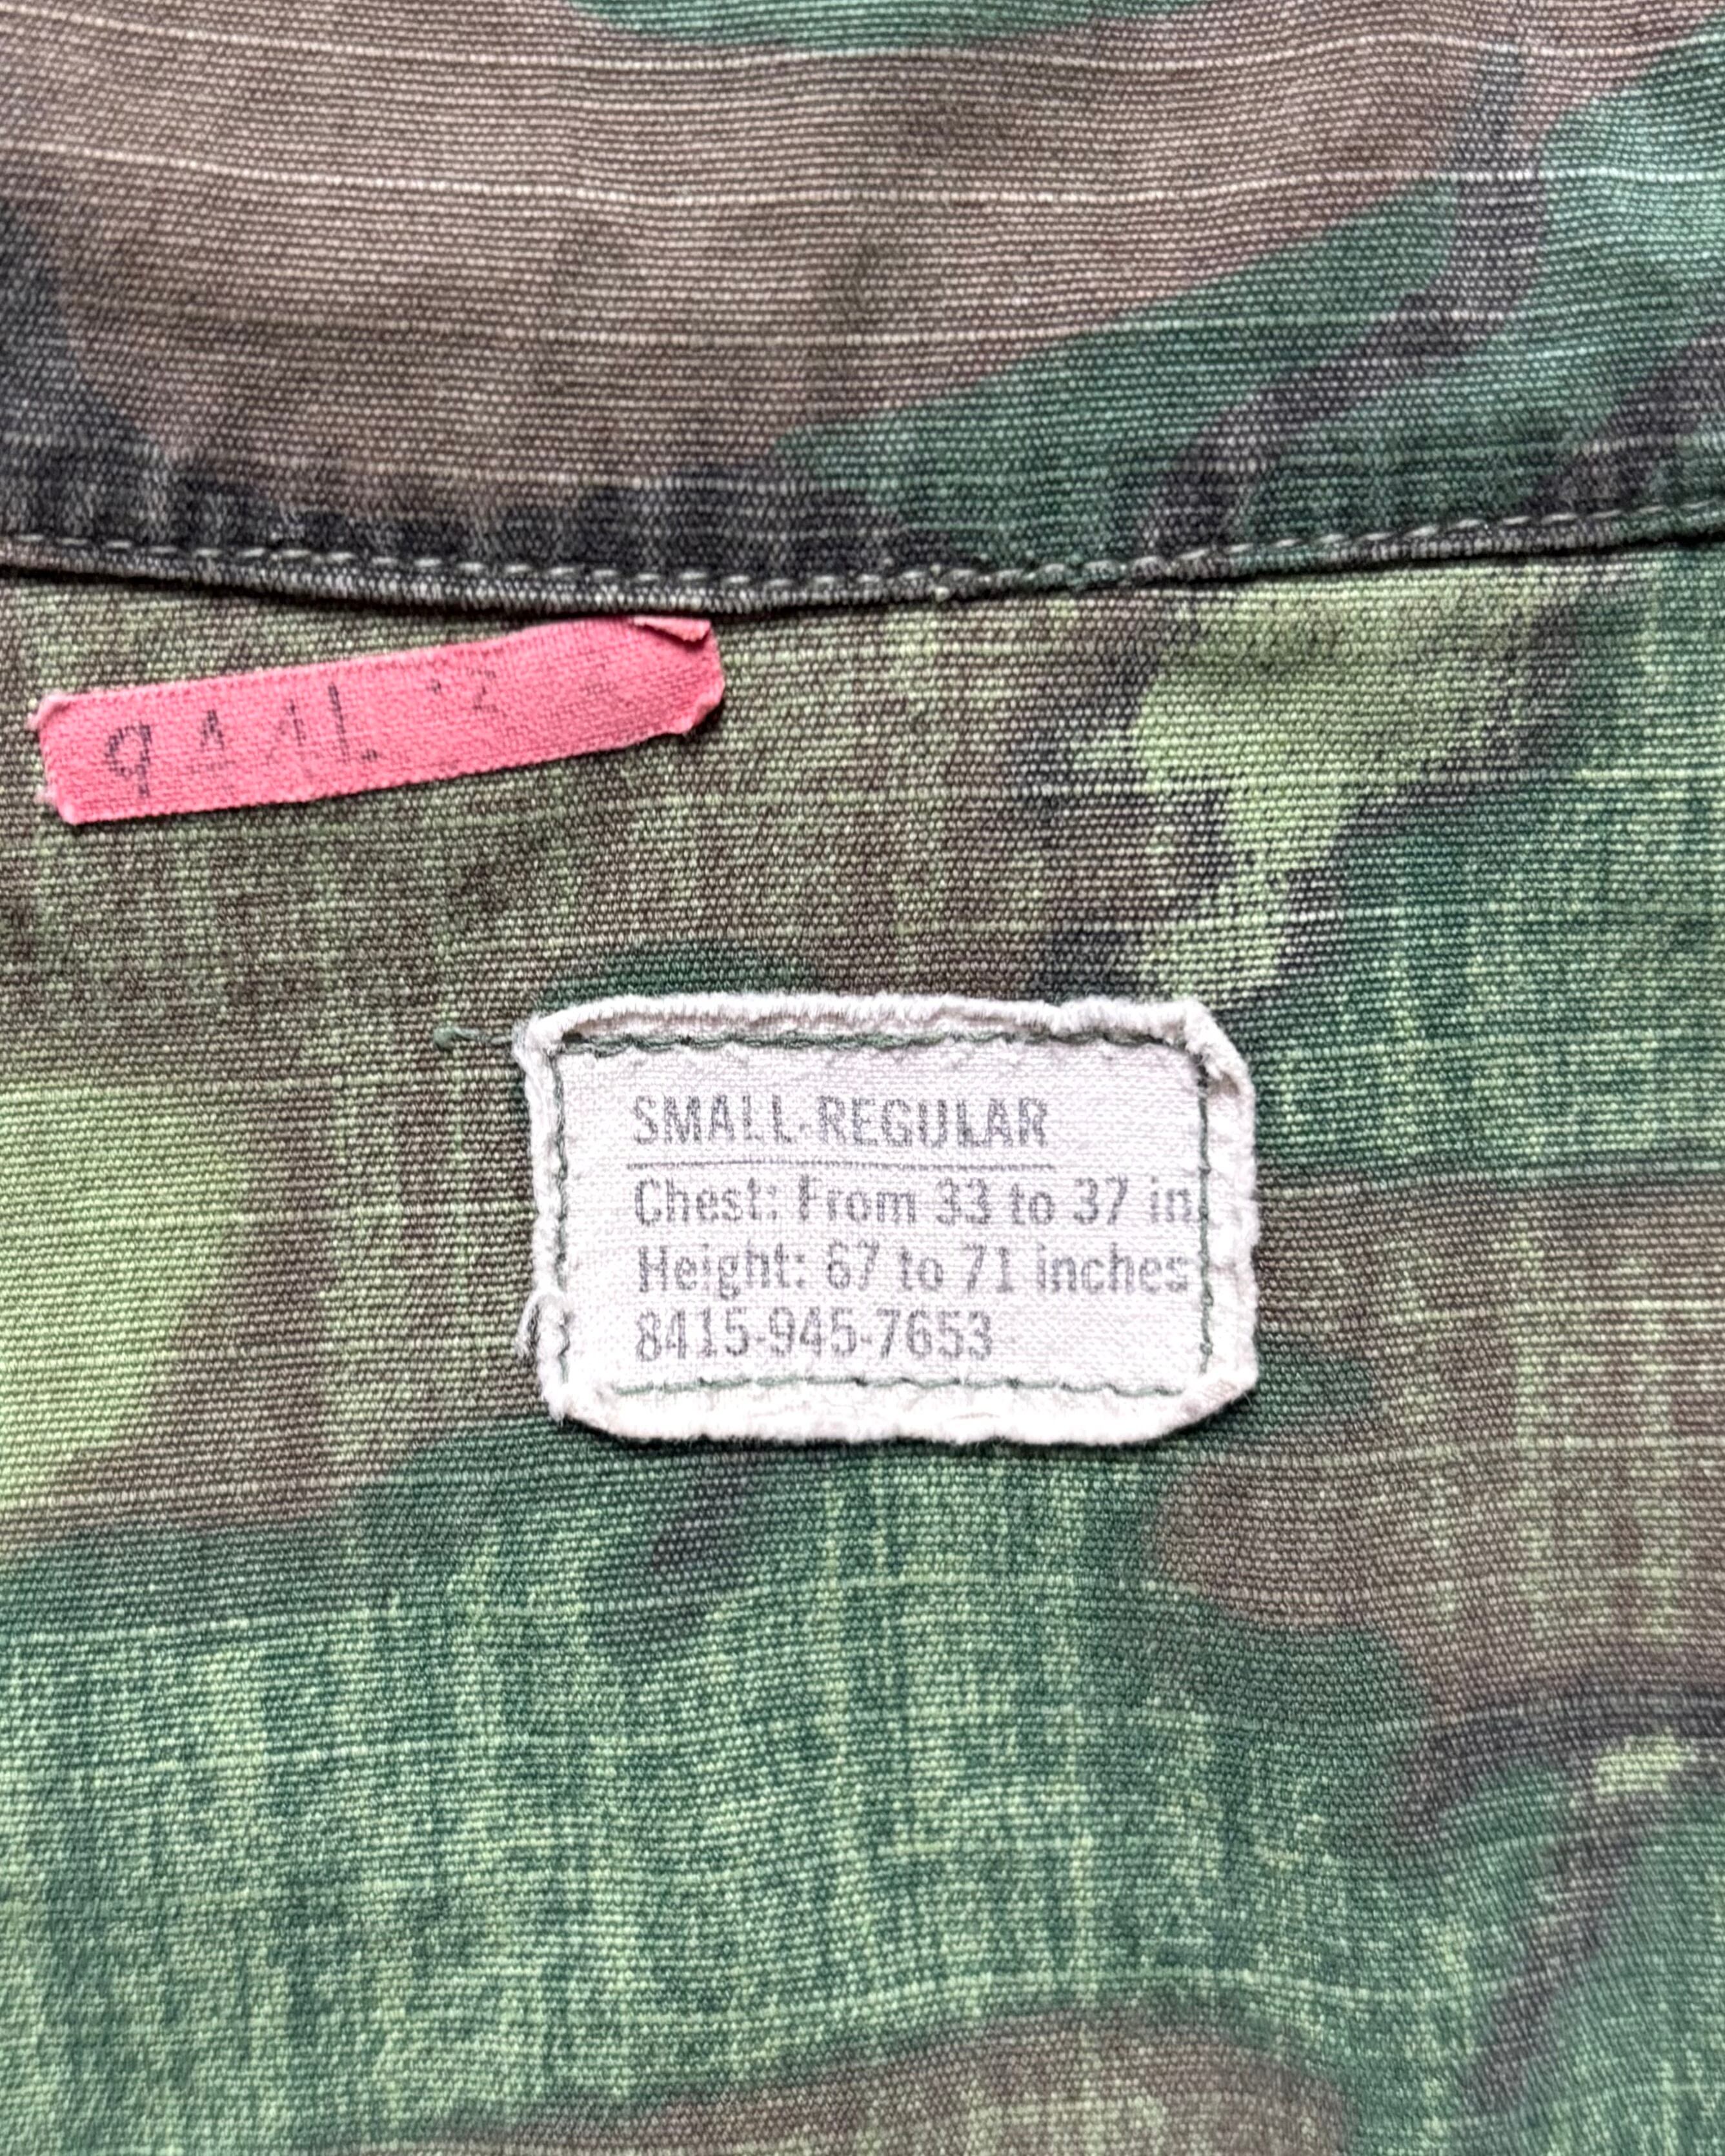 SMALL-REGULAR
Chest: From 33 to 37 in
Height: 67 to 71 inches
8415-945-7653